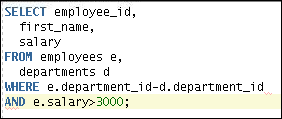 SELECT employee_id,
first_name,
salary
FROM employees e,
departments d
WHERE e.department_id-d.department_id
AND e.salary>3000;